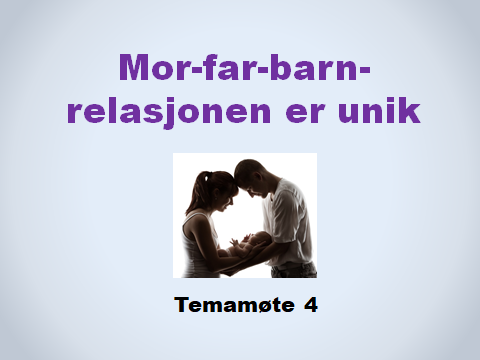 Mor-far-barn-
relasjonen er unik
Temamøte 4